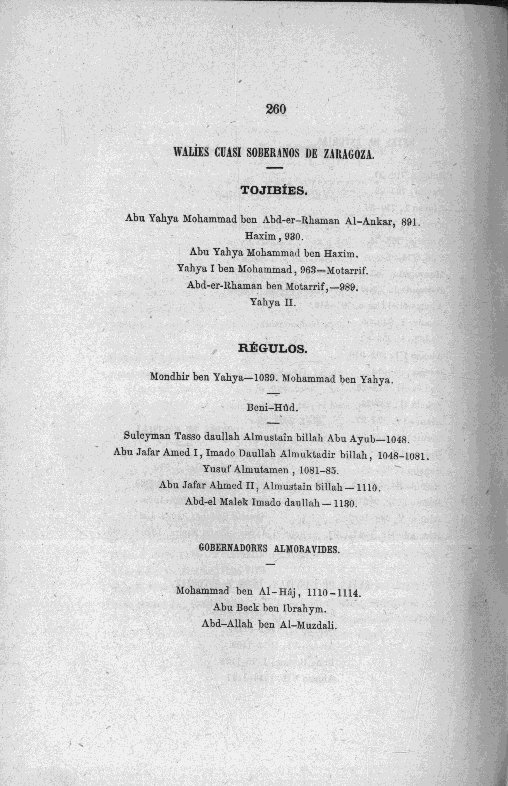 260
WALÍES CUASI SOBERANOS DE ZARAGOZA.
TOJIBÍES.
Abu Yahya Mohammad ben Abd-er-Rhaman Al-Ankar, 891.
Haxim, 930.
Abu Yahya Mohammad ben Haxim.
Yahya I ben Mohammad, 963—Motarrif.
Abd-er-Rhaman ben Motarrif,—989.
Yahya II.
RÉGULOS.
Mondhir ben Yahya—1039. Mohammad ben Yahya.
Beni-Hûd.
Suleyman Tasso daullah Almustaîn billah Abu Ayub—1048.
Abu Jafar Amed I, Imado Daullah Almuktadir billah, 1048-1081.
Yusuf Almutamen, 1081-85.
Abu Jafar Ahmed II, Almustain billah—1110.
Abd-el Malek Imado daullah—1130.
GOBERNADORES ALMORAVIDES.
Mohammad ben Al-Hâj, 1110-1114.
Abu Beck ben Ibrahym.
Abd-Allah ben Al-Muzdali.